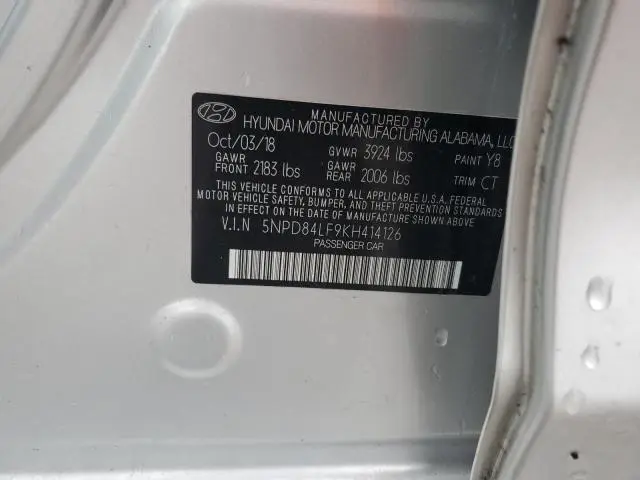 MANUFACTURED BY
HYUNDAI MOTOR MANUFACTURING ALABAMA, LLC
Oct/03/18 GVWR 3924 lbs PAINT Y8
GAWR FRONT 2183 lbs GAWR REAR 2006 lbs TRIM CT
THIS VEHICLE CONFORMS TO ALL APPLICABLE U.S.A. FEDERAL
MOTOR VEHICLE SAFETY, BUMPER, AND THEFT PREVENTION STANDARDS
IN EFFECT ON THE DATE OF MANUFACTURE SHOWN ABOVE
V.I.N 5NPD84LF9KH414126
PASSENGER CAR